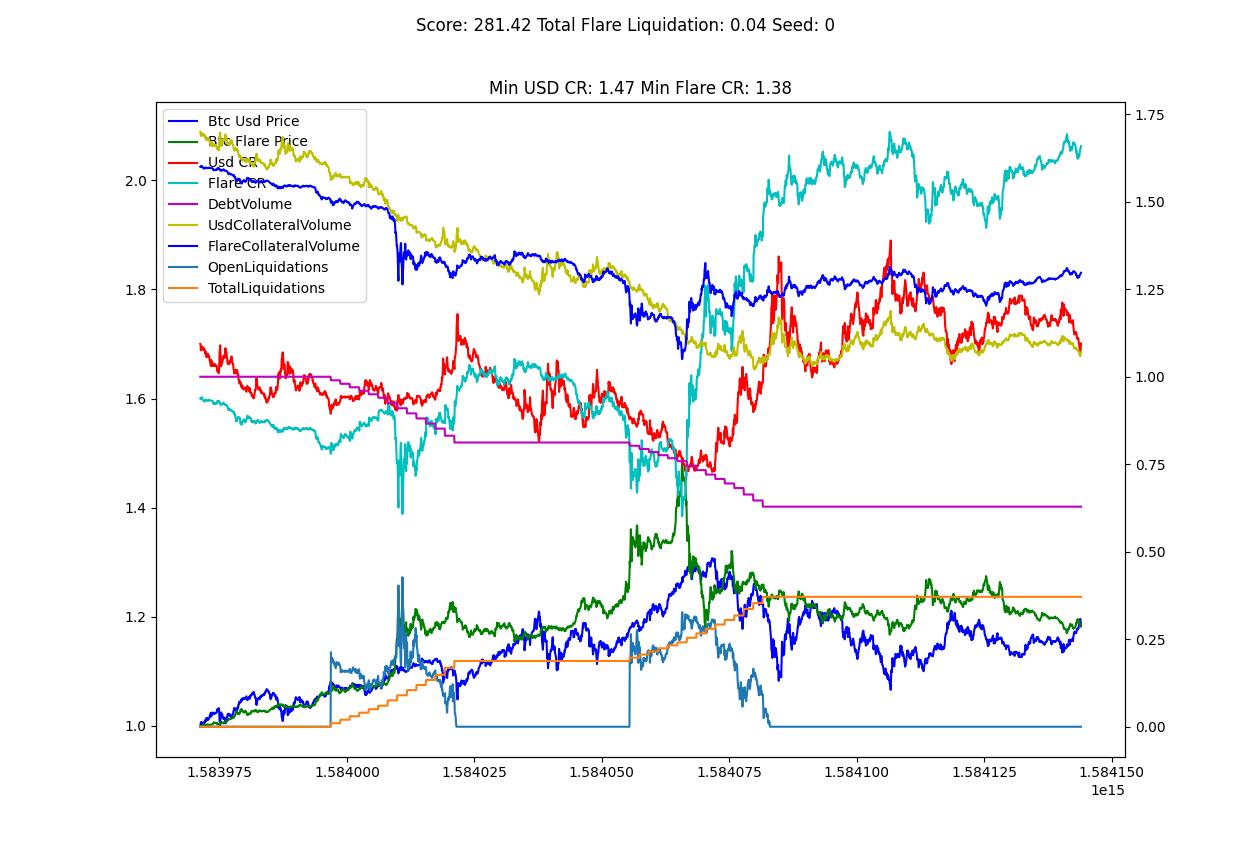 Score: 281.42 Total Flare Liquidation: 0.04 Seed: 0
Min USD CR: 1.47 Min Flare CR: 1.38
Btc Usd Price
Btc Flare Price
Usd CR
Flare CR
DebtVolume
UsdCollateralVolume
FlareCollateralVolume
OpenLiquidations
TotalLiquidations
2.0
1.8
1.6
1.4
1.2
1.0
1.75
1.50
1.25
1.00
0.75
0.50
0.25
0.00
1.583975 1.584000 1.584025 1.584050 1.584075 1.584100 1.584125 1.584150
1e15